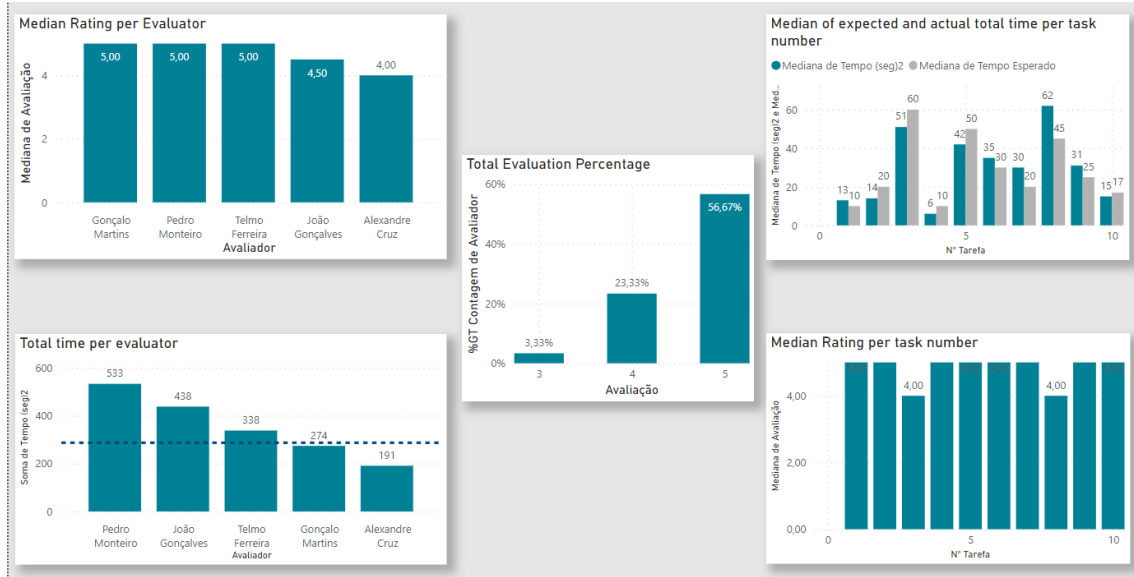 Median Rating per Evaluator
Mediana de Avaliação
4
2
0
5,00
5,00
5,00
4,50
4,00
Gonçalo Martins
Pedro Monteiro
Telmo Ferreira
João Gonçalves
Alexandre Cruz
Avaliador
Total time per evaluator
Soma de Tempo (seg)2
600
400
200
0
533
438
338
274
191
Pedro Monteiro
João Gonçalves
Telmo Ferreira
Gonçalo Martins
Alexandre Cruz
Avaliador
Total Evaluation Percentage
%GT Contagem de Avaliador
60%
40%
20%
0%
3,33%
23,33%
56,67%
3
4
5
Avaliação
Median of expected and actual total time per task
number
Mediana de Tempo (seg)2
Mediana de Tempo Esperado
Mediana de Tempo (seg)2 e Med...
60
40
20
0
13
10
14
20
51
60
6
10
42
50
35
30
30
20
62
45
31
25
15
17
0
5
10
N° Tarefa
Median Rating per task number
Mediana de Avaliação
4,00
2,00
0,00
4,00
4,00
0
5
10
N° Tarefa